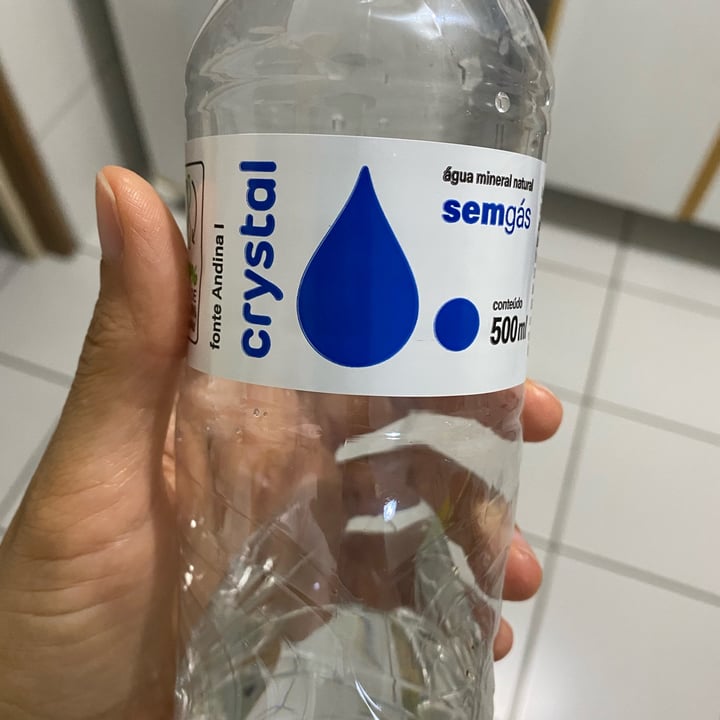 fonte Andina I
crystal
água mineral natural
semgás
conteúdo
500ml